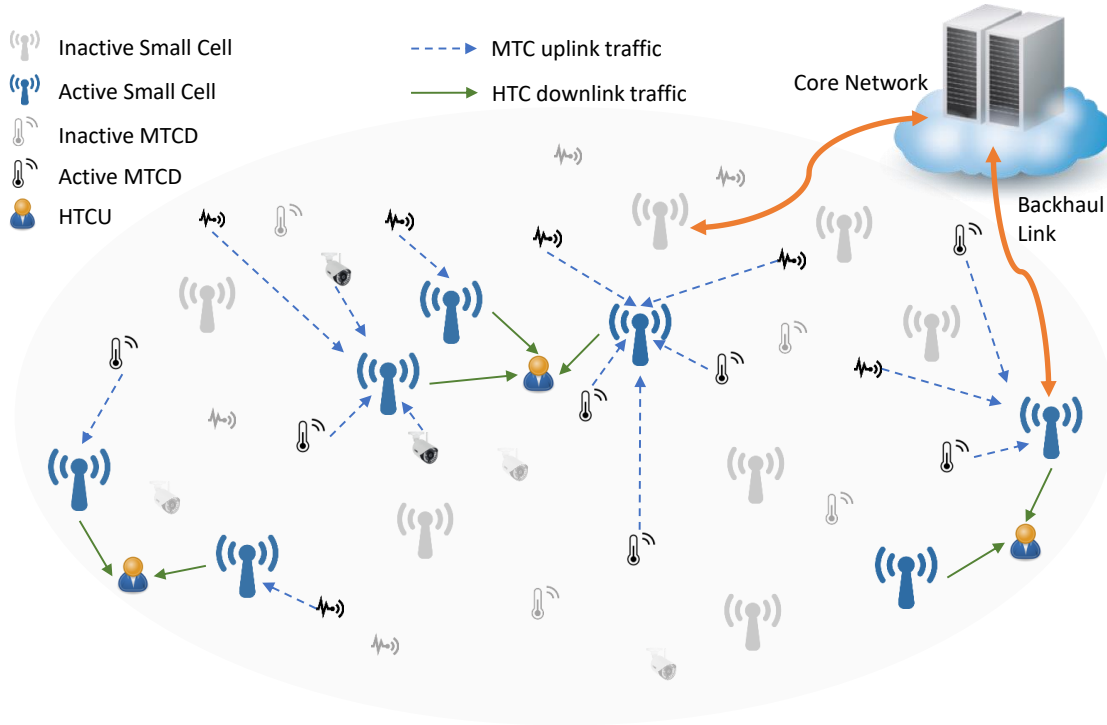 Inactive Small Cell
Active Small Cell
Inactive MTCD
Active MTCD
HTCU
MTC uplink traffic
HTC downlink traffic
Core Network
Backhaul
Link